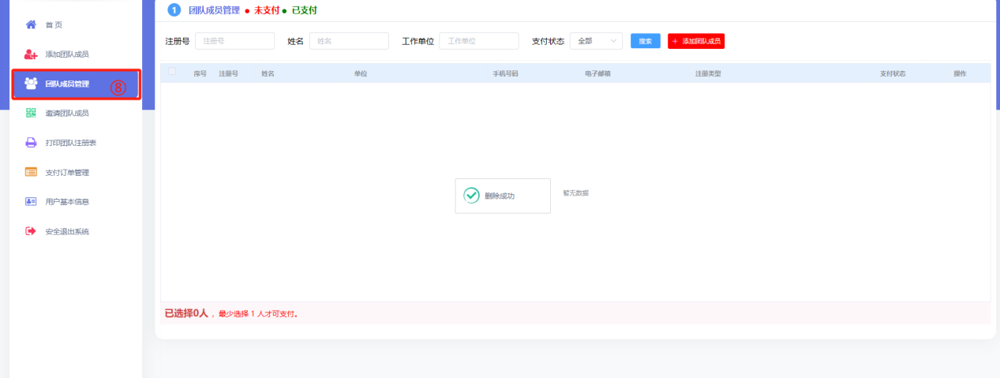 首页
添加团队成员
团队成员管理 ⑧
邀请团队成员
打印团队注册表
支付订单管理
用户基本信息
安全退出系统
1 团队成员管理 ● 未支付 ● 已支付
注册号 注册号 姓名 姓名 工作单位 工作单位 支付状态 全部 搜索 + 添加团队成员
序号 注册号 姓名 单位 手机号码 电子邮箱 注册类型 支付状态 操作
删除成功 暂无数据
已选择0人 ，最少选择 1 人才可支付。